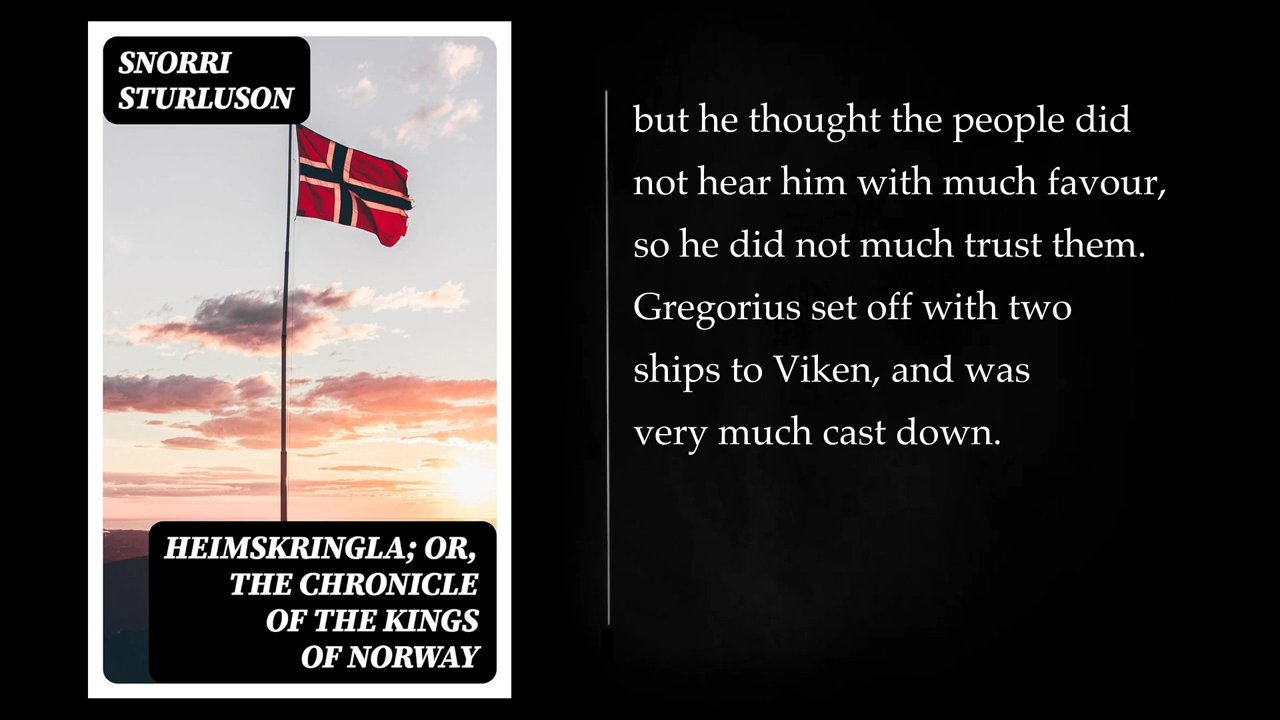 SNORRI
STURLUSON
HEIMSKRINGLA; OR,
THE CHRONICLE
OF THE KINGS
OF NORWAY
but he thought the people did
not hear him with much favour,
so he did not much trust them.
Gregorius set off with two
ships to Viken, and was
very much cast down.